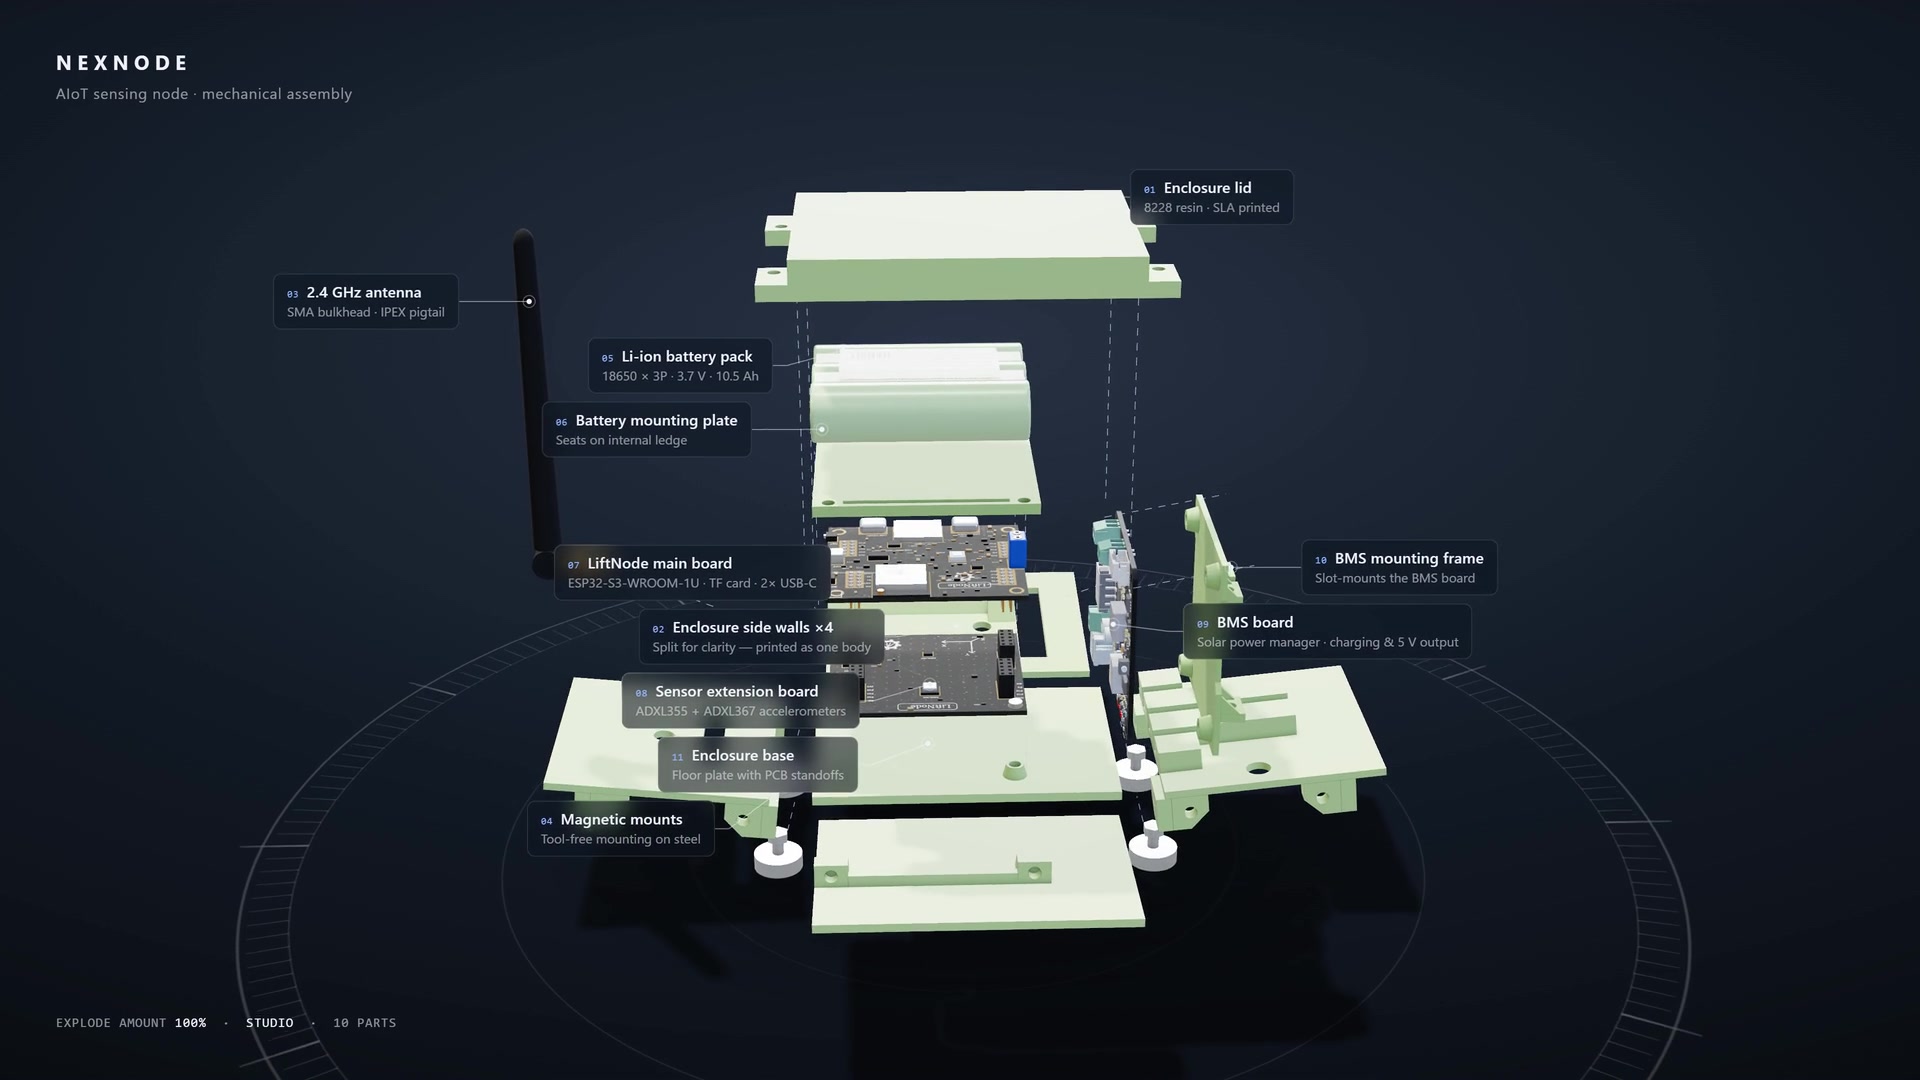 NEXNODE
AIoT sensing node · mechanical assembly
01 Enclosure lid
8228 resin · SLA printed
03 2.4 GHz antenna
SMA bulkhead · IPEX pigtail
05 Li-ion battery pack
18650 × 3P · 3.7 V · 10.5 Ah
06 Battery mounting plate
Seats on internal ledge
07 LiftNode main board
ESP32-S3-WROOM-1U · TF card · 2× USB-C
10 BMS mounting frame
Slot-mounts the BMS board
02 Enclosure side walls ×4
Split for clarity — printed as one body
09 BMS board
Solar power manager · charging & 5 V output
08 Sensor extension board
ADXL355 + ADXL367 accelerometers
LiftNode
LiftNode
11 Enclosure base
Floor plate with PCB standoffs
04 Magnetic mounts
Tool-free mounting on steel
EXPLODE AMOUNT 100% · STUDIO · 10 PARTS